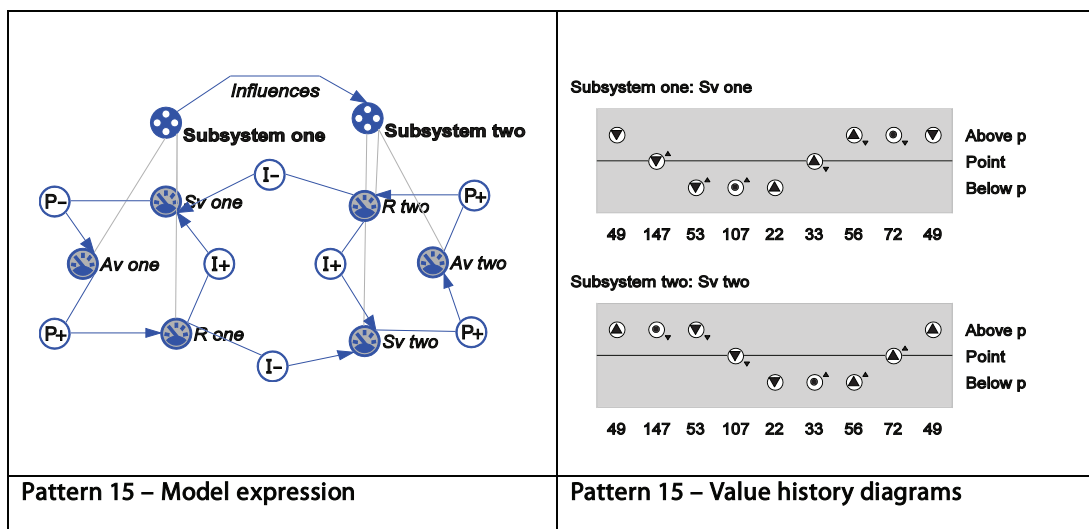 Influences
Subsystem one
Subsystem two
I–
P–
Sv one
R two
P+
Av one
I+
I+
Av two
P+
R one
Sv two
P+
I–
Pattern 15 – Model expression
Subsystem one: Sv one
Above p
Point
Below p
49 147 53 107 22 33 56 72 49
Subsystem two: Sv two
Above p
Point
Below p
49 147 53 107 22 33 56 72 49
Pattern 15 – Value history diagrams